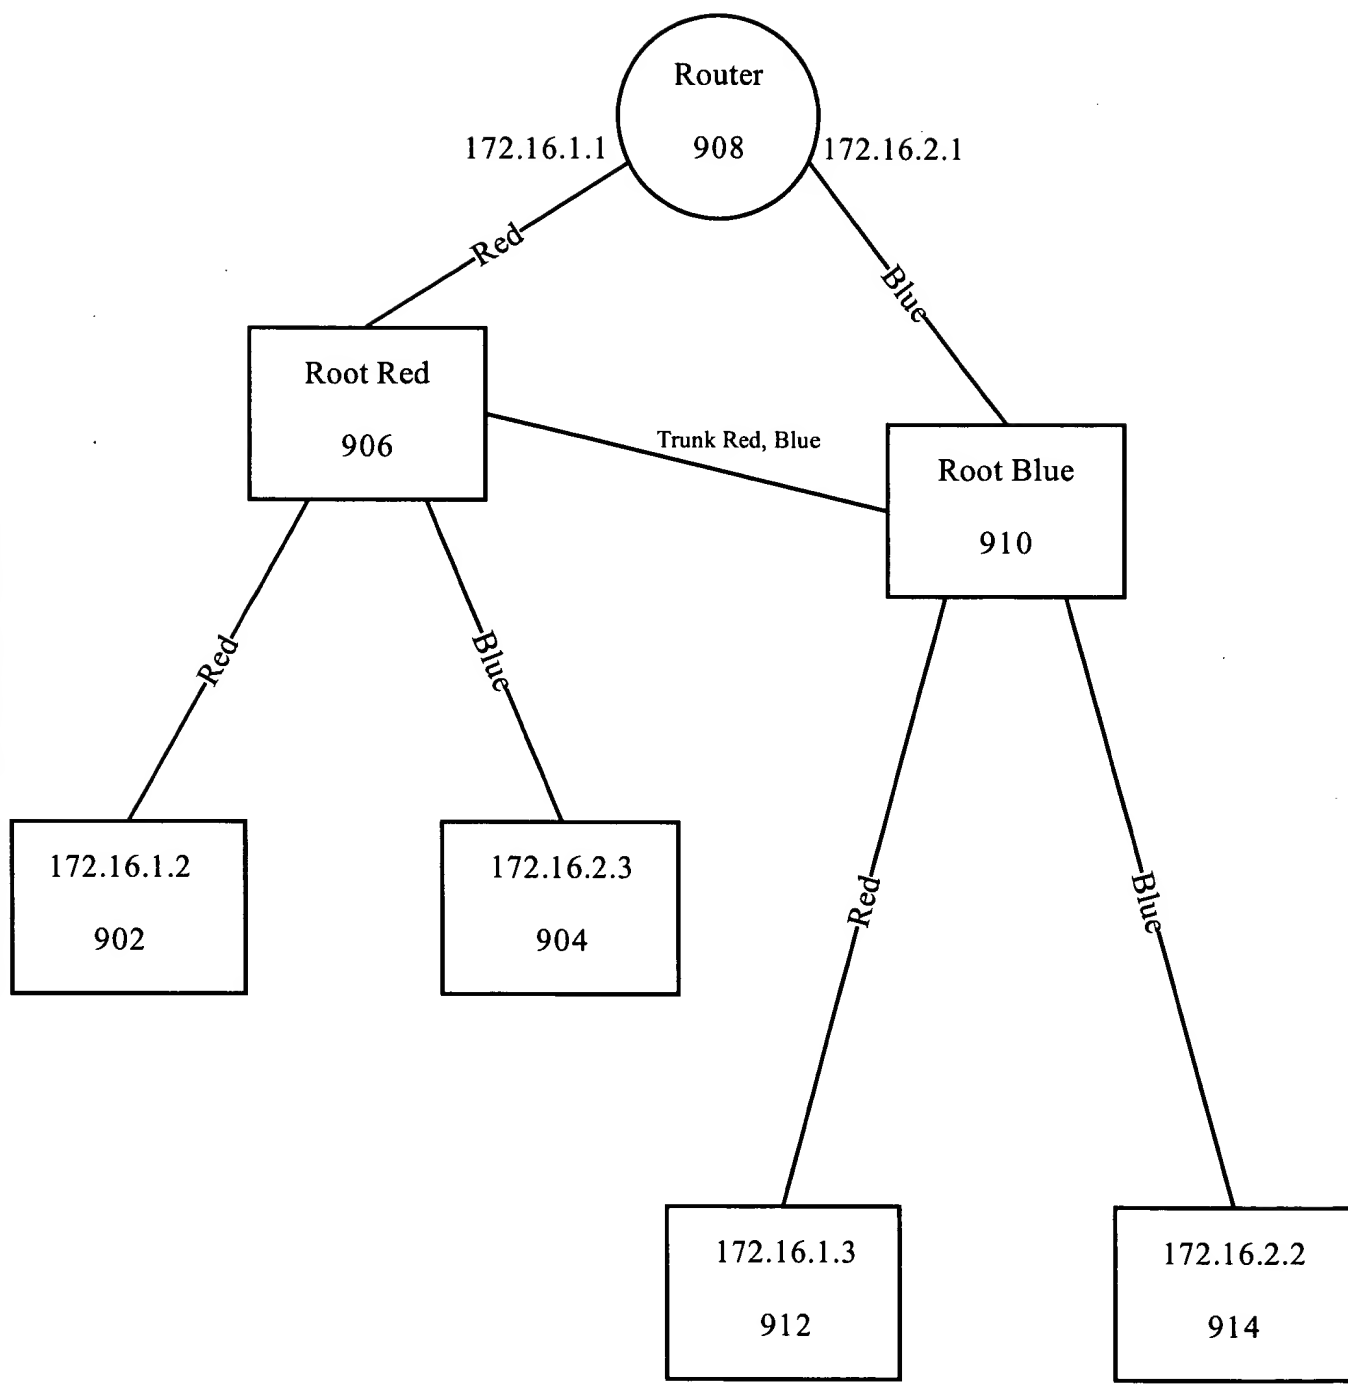 Router
908
172.16.1.1
172.16.2.1
Red
Blue
Root Red
906
Trunk Red, Blue
Root Blue
910
Red
Blue
172.16.1.2
902
172.16.2.3
904
Red
Blue
172.16.1.3
912
172.16.2.2
914